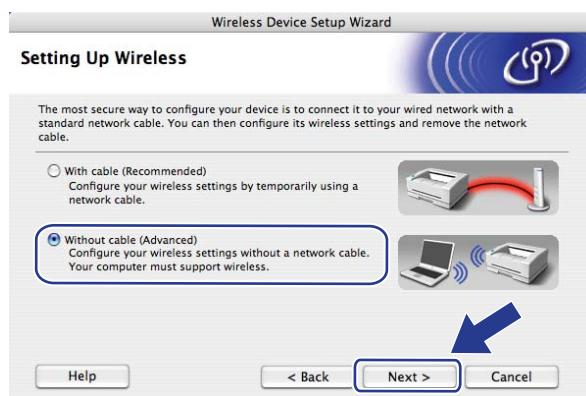 Wireless Device Setup Wizard
Setting Up Wireless
The most secure way to configure your device is to connect it to your wired network with a
standard network cable. You can then configure its wireless settings and remove the network
cable.
With cable (Recommended)
Configure your wireless settings by temporarily using a
network cable.
Without cable (Advanced)
Configure your wireless settings without a network cable.
Your computer must support wireless.
Help
< Back
Next >
Cancel